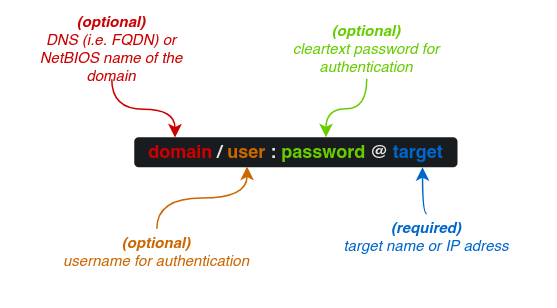 (optional)
DNS (i.e. FQDN) or
NetBIOS name of the
domain
(optional)
cleartext password for
authentication
domain / user : password @ target
(optional)
username for authentication
(required)
target name or IP adress